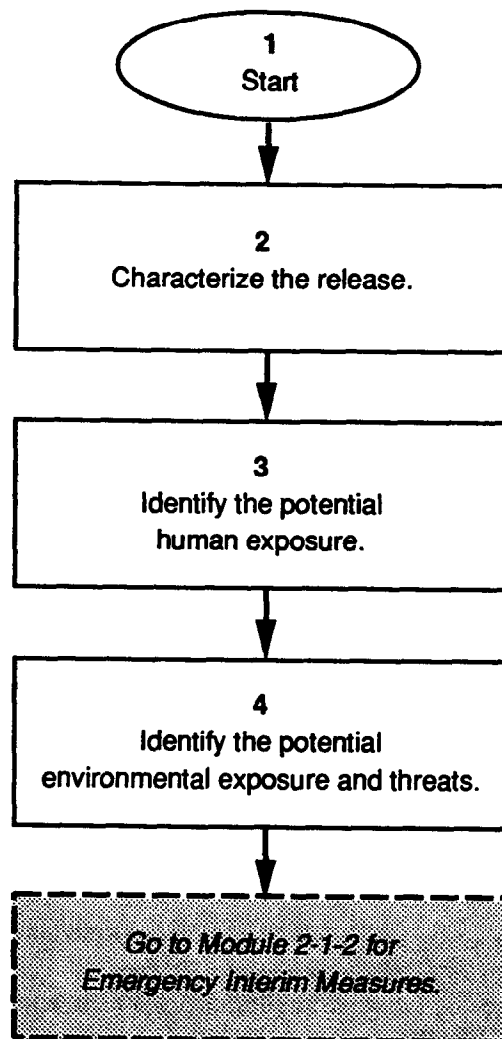 1
Start
2
Characterize the release.
3
Identify the potential
human exposure.
4
Identify the potential
environmental exposure and threats.
Go to Module 2-1-2 for
Emergency Interim Measures.